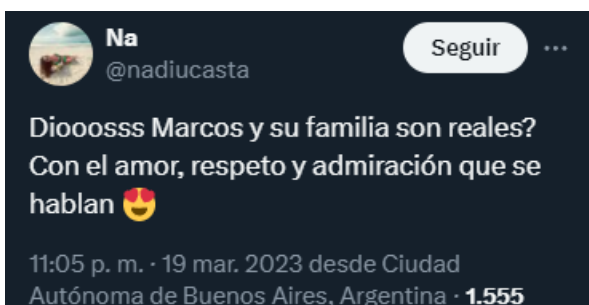 Na
@nadiucasta
Seguir
Diooosss Marcos y su familia son reales?
Con el amor, respeto y admiración que se
hablan 😍
11:05 p. m. · 19 mar. 2023 desde Ciudad
Autónoma de Buenos Aires, Argentina · 1.555